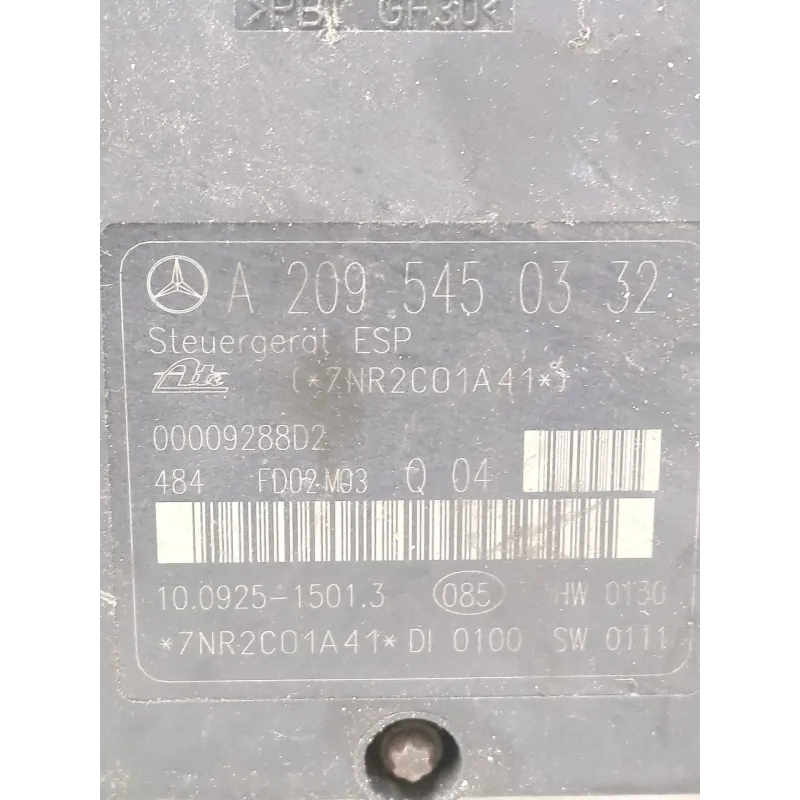 >PBT GF30<
A 209 545 03 32
Steuergerät ESP
Ate (*7NR2C01A41*)
00009288D2
484 FD02M03 Q 04
10.0925-1501.3 085 HW 0130
*7NR2C01A41* DI 0100 SW 0111